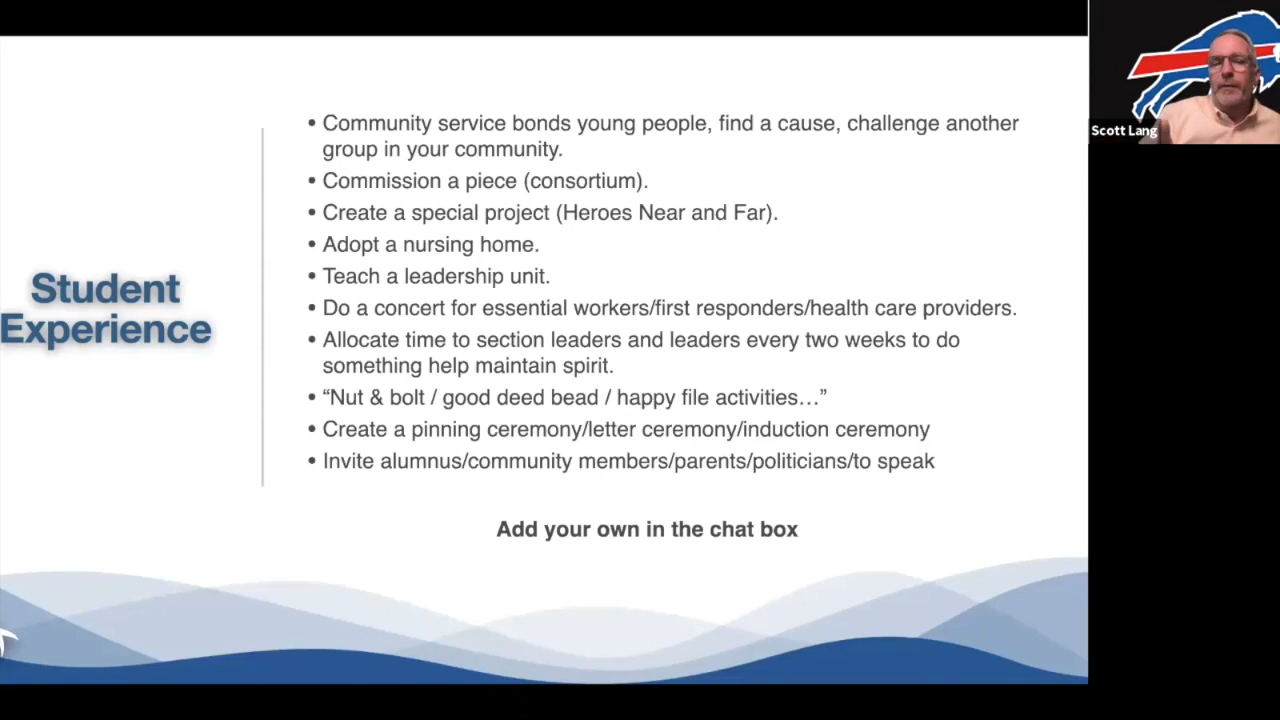 Student
Experience
• Community service bonds young people, find a cause, challenge another
group in your community.
• Commission a piece (consortium).
• Create a special project (Heroes Near and Far).
• Adopt a nursing home.
• Teach a leadership unit.
• Do a concert for essential workers/first responders/health care providers.
• Allocate time to section leaders and leaders every two weeks to do
something help maintain spirit.
• “Nut & bolt / good deed bead / happy file activities…”
• Create a pinning ceremony/letter ceremony/induction ceremony
• Invite alumnus/community members/parents/politicians/to speak
Add your own in the chat box
Scott Lang